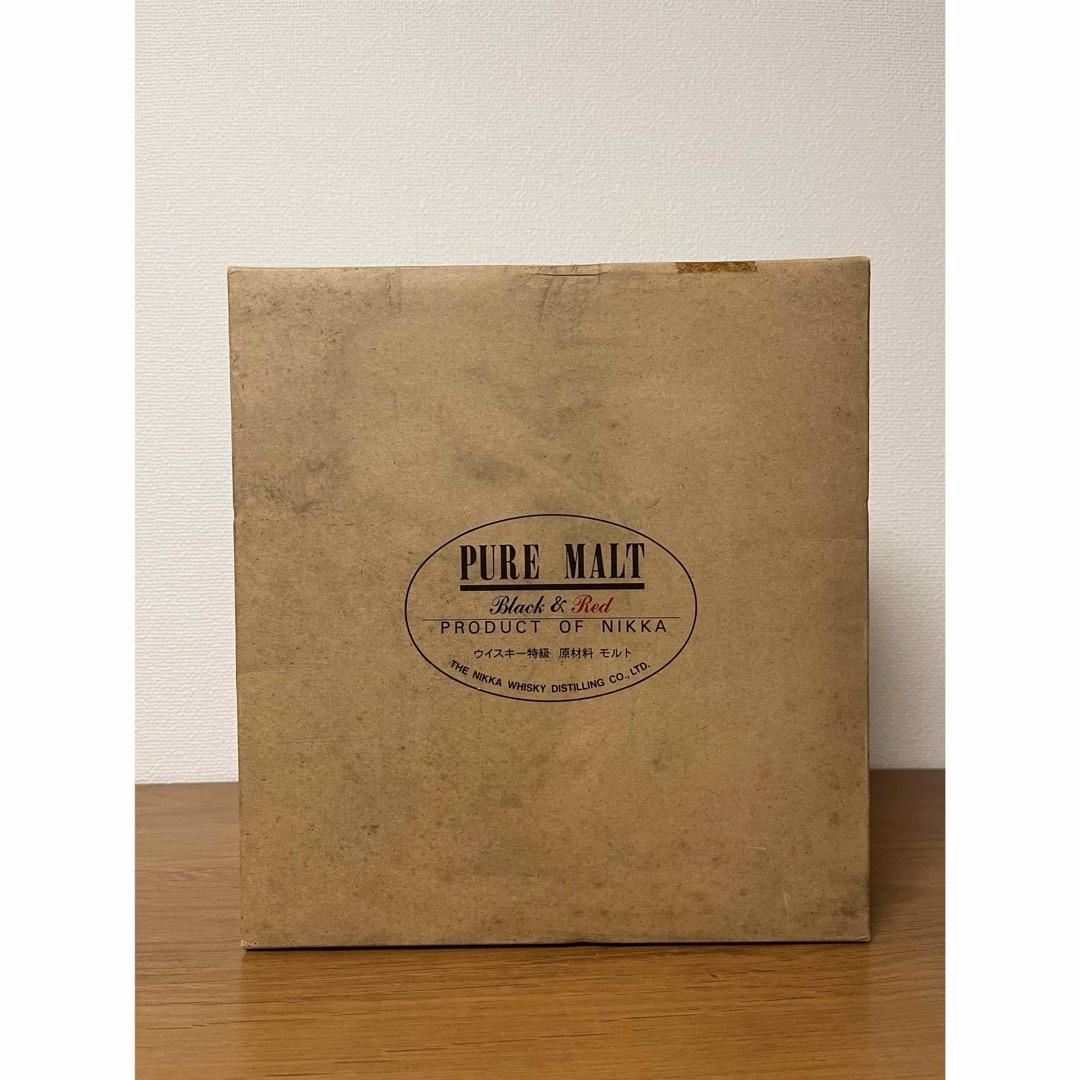 PURE MALT
Black & Red
PRODUCT OF NIKKA
ウイスキー特級 原材料 モルト
THE NIKKA WHISKY DISTILLING CO., LTD.